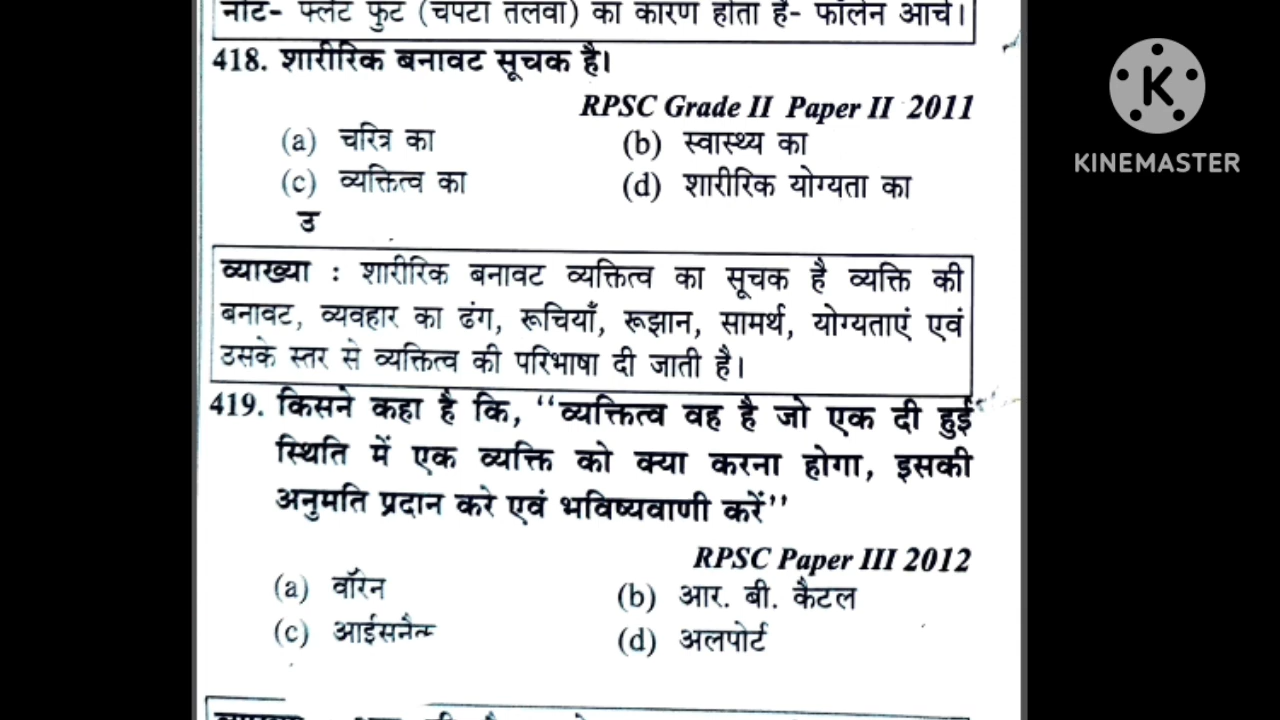 नोट- फ्लैट फुट (चपटा तलवा) का कारण होता है- फॉलेन आर्च।
418. शारीरिक बनावट सूचक है।
RPSC Grade II Paper II 2011
(a) चरित्र का (b) स्वास्थ्य का
(c) व्यक्तित्व का (d) शारीरिक योग्यता का
उ
व्याख्या : शारीरिक बनावट व्यक्तित्व का सूचक है व्यक्ति की
बनावट, व्यवहार का ढंग, रूचियाँ, रूझान, सामर्थ, योग्यताएं एवं
उसके स्तर से व्यक्तित्व की परिभाषा दी जाती है।
419. किसने कहा है कि, ‘‘व्यक्तित्व वह है जो एक दी हुई
स्थिति में एक व्यक्ति को क्या करना होगा, इसकी
अनुमति प्रदान करे एवं भविष्यवाणी करें’’
RPSC Paper III 2012
(a) वॉरेन (b) आर. बी. कैटल
(c) आईसनैक (d) अलपोर्ट
KINEMASTER